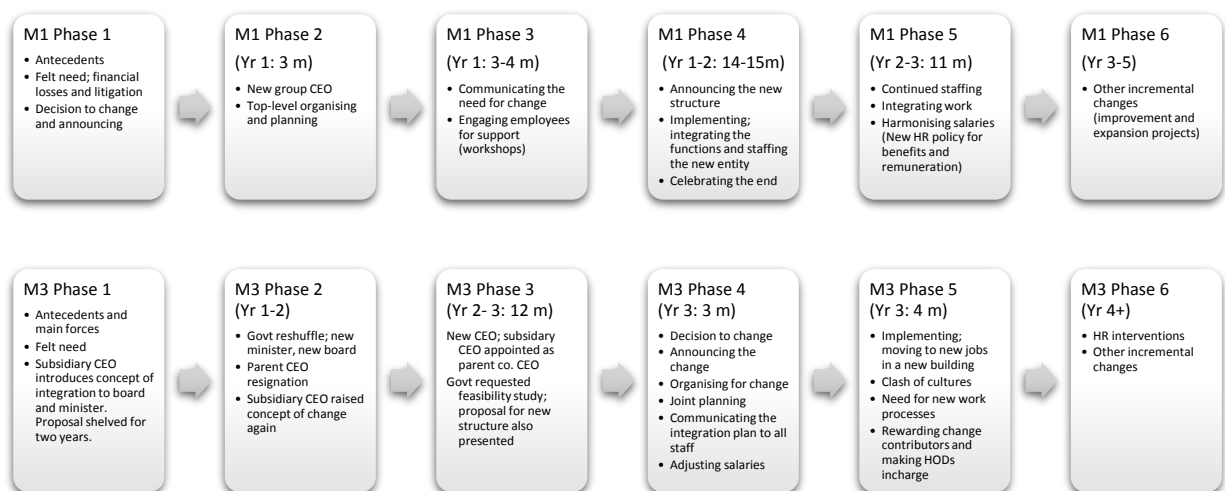 M1 Phase 1
• Antecedents
• Felt need; financial
losses and litigation
• Decision to change
and announcing
M1 Phase 2
(Yr 1: 3 m)
• New group CEO
• Top-level organising
and planning
M1 Phase 3
(Yr 1: 3-4 m)
• Communicating the
need for change
• Engaging employees
for support
(workshops)
M1 Phase 4
(Yr 1-2: 14-15m)
• Announcing the new
structure
• Implementing;
integrating the
functions and staffing
the new entity
• Celebrating the end
M1 Phase 5
(Yr 2-3: 11 m)
• Continued staffing
• Integrating work
• Harmonising salaries
(New HR policy for
benefits and
remuneration)
M1 Phase 6
(Yr 3-5)
• Other incremental
changes
(improvement and
expansion projects)
M3 Phase 1
• Antecedents and
main forces
• Felt need
• Subsidiary CEO
introduces concept of
integration to board
and minister.
Proposal shelved for
two years.
M3 Phase 2
(Yr 1-2)
• Govt reshuffle; new
minister, new board
• Parent CEO
resignation
• Subsidiary CEO raised
concept of change
again
M3 Phase 3
(Yr 2- 3: 12 m)
New CEO; subsidary
CEO appointed as
parent co. CEO
Govt requested
feasibility study;
proposal for new
structure also
presented
M3 Phase 4
(Yr 3: 3 m)
• Decision to change
• Announcing the
change
• Organising for change
• Joint planning
• Communicating the
integration plan to all
staff
• Adjusting salaries
M3 Phase 5
(Yr 3: 4 m)
• Implementing;
moving to new jobs
in a new building
• Clash of cultures
• Need for new work
processes
• Rewarding change
contributors and
making HODs
incharge
M3 Phase 6
(Yr 4+)
• HR interventions
• Other incremental
changes